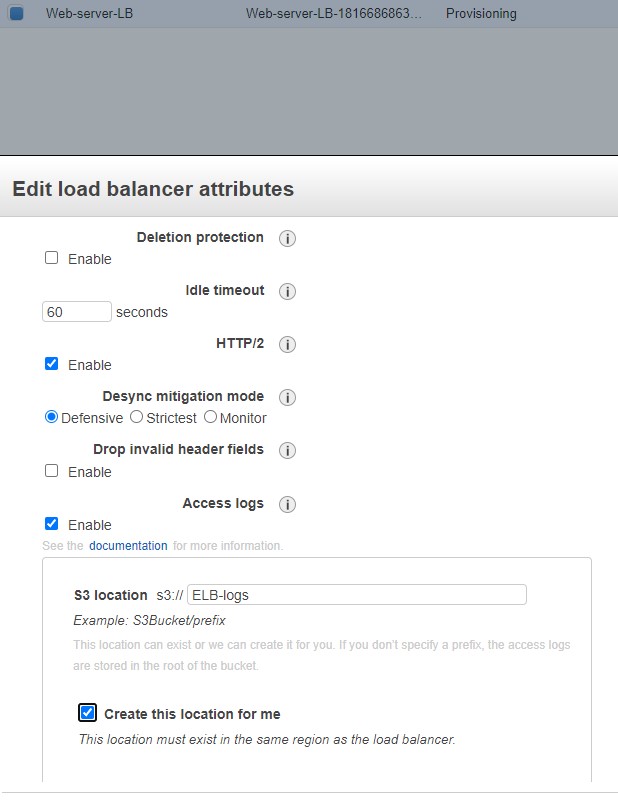 Web-server-LB Web-server-LB-1816686863... Provisioning
Edit load balancer attributes
Deletion protection
Enable
Idle timeout
60 seconds
HTTP/2
Enable
Desync mitigation mode
Defensive Strictest Monitor
Drop invalid header fields
Enable
Access logs
Enable
See the documentation for more information.
S3 location s3:// ELB-logs
Example: S3Bucket/prefix
This location can exist or we can create it for you. If you don't specify a prefix, the access logs
are stored in the root of the bucket.
Create this location for me
This location must exist in the same region as the load balancer.